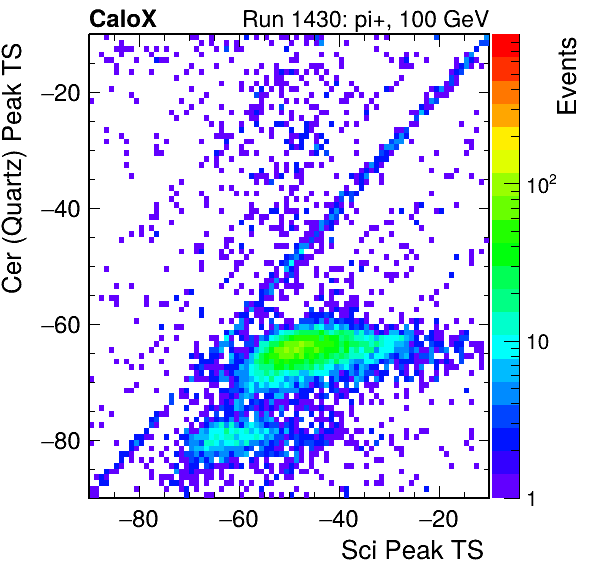 CaloX Run 1430: pi+, 100 GeV
Cer (Quartz) Peak TS
−20
−40
−60
−80
−80 −60 −40 −20
Sci Peak TS
Events
10²
10
1